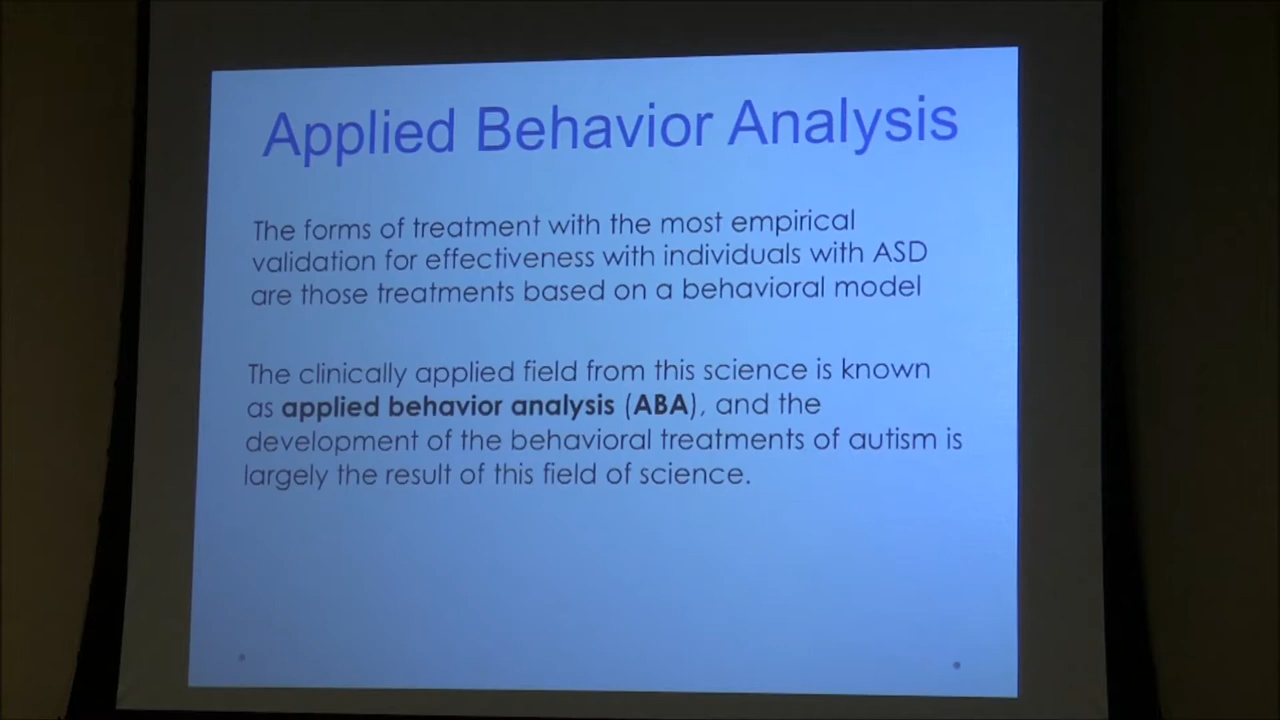 Applied Behavior Analysis
The forms of treatment with the most empirical
validation for effectiveness with individuals with ASD
are those treatments based on a behavioral model
The clinically applied field from this science is known
as applied behavior analysis (ABA), and the
development of the behavioral treatments of autism is
largely the result of this field of science.